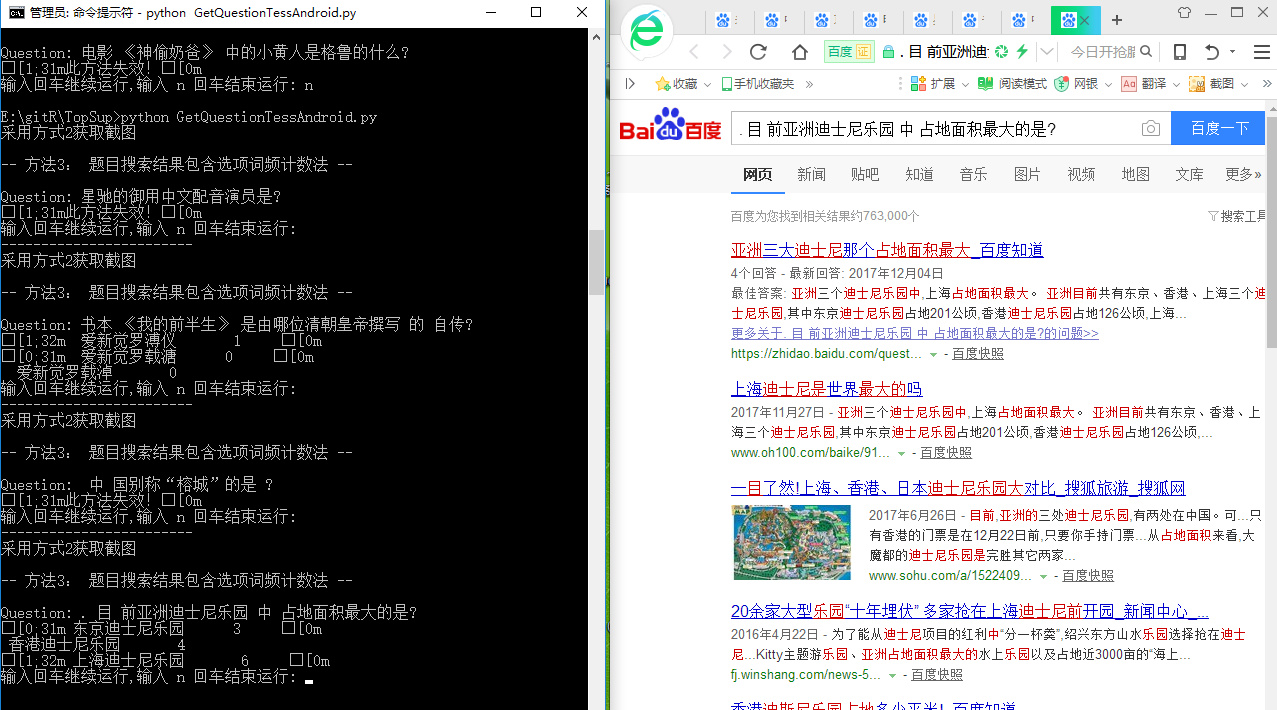 管理员: 命令提示符 - python  GetQuestionTessAndroid.py
Question: 电影 《神偷奶爸》 中的小黄人是格鲁的什么?
□[1;31m此方法失效! □[0m
输入回车继续运行,输入 n 回车结束运行: n
E:\gitR\TopSup>python GetQuestionTessAndroid.py
采用方式2获取截图
-- 方法3:  题目搜索结果包含选项词频计数法 --
Question: 星驰的御用中文配音演员是?
□[1;31m此方法失效! □[0m
输入回车继续运行,输入 n 回车结束运行:
------------------------
采用方式2获取截图
-- 方法3:  题目搜索结果包含选项词频计数法 --
Question: 书本 《我的前半生》 是由哪位清朝皇帝撰写 的 自传?
□[1;32m  爱新觉罗溥仪       1     □[0m
□[0;31m  爱新觉罗载溏      0     □[0m
爱新觉罗载淖       0
输入回车继续运行,输入 n 回车结束运行:
------------------------
采用方式2获取截图
-- 方法3:  题目搜索结果包含选项词频计数法 --
Question:  中 国别称“榕城”的是 ?
□[1;31m此方法失效! □[0m
输入回车继续运行,输入 n 回车结束运行:
------------------------
采用方式2获取截图
-- 方法3:  题目搜索结果包含选项词频计数法 --
Question: . 目 前亚洲迪士尼乐园 中 占地面积最大的是?
□[0;31m 东京迪士尼乐园      3     □[0m
香港迪士尼乐园       4
□[1;32m 上海迪士尼乐园       6     □[0m
输入回车继续运行,输入 n 回车结束运行:
百度 证 . 目 前亚洲迪士 今日开抢服
收藏 手机收藏夹 » 扩展 阅读模式 网银 翻译 截图 »
Bai du 百度 . 目 前亚洲迪士尼乐园 中 占地面积最大的是? 百度一下
网页 新闻 贴吧 知道 音乐 图片 视频 地图 文库 更多»
百度为您找到相关结果约763,000个 搜索工具
亚洲三大迪士尼那个占地面积最大_百度知道
4个回答 - 最新回答: 2017年12月04日
最佳答案: 亚洲三个迪士尼乐园中,上海占地面积最大。 亚洲目前共有东京、香港、上海三个迪
士尼乐园,其中东京迪士尼乐园占地201公顷,香港迪士尼乐园占地126公顷,上海...
更多关于. 目 前亚洲迪士尼乐园 中 占地面积最大的是?的问题>>
https://zhidao.baidu.com/quest... - 百度快照
上海迪士尼是世界最大的吗
2017年11月27日 - 亚洲三个迪士尼乐园中,上海占地面积最大。 亚洲目前共有东京、香港、上
海三个迪士尼乐园,其中东京迪士尼乐园占地201公顷,香港迪士尼乐园占地126公顷,...
www.oh100.com/baike/91... - 百度快照
一目了然!上海、香港、日本迪士尼乐园大对比_搜狐旅游_搜狐网
2017年6月26日 - 目前,亚洲的三处迪士尼乐园,有两处在中国。可...只
有香港的门票是在12月22日前,只要你手持门票...从占地面积来看,大
魔都的迪士尼乐园是完胜其它两家...
www.sohu.com/a/1522409... - 百度快照
20余家大型乐园“十年埋伏” 多家抢在上海迪士尼前开园_新闻中心_...
2016年4月22日 - 为了能从迪士尼项目的红利中“分一杯羹”,绍兴东方山水乐园选择抢在迪士
尼...Kitty主题游乐园、亚洲占地面积最大的水上乐园以及占地近3000亩的“海上...
fj.winshang.com/news-5... - 百度快照
香港迪斯尼乐园占地多少平米! 百度知道